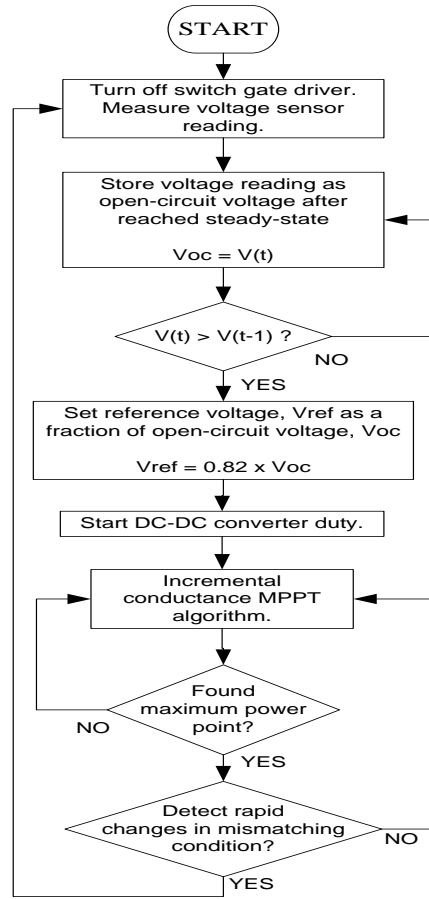 START
Turn off switch gate driver.
Measure voltage sensor
reading.
Store voltage reading as
open-circuit voltage after
reached steady-state
Voc = V(t)
V(t) > V(t-1) ?
NO
YES
Set reference voltage, Vref as a
fraction of open-circuit voltage, Voc
Vref = 0.82 x Voc
Start DC-DC converter duty.
Incremental
conductance MPPT
algorithm.
Found
maximum power
point?
NO
YES
Detect rapid
changes in mismatching
condition?
NO
YES